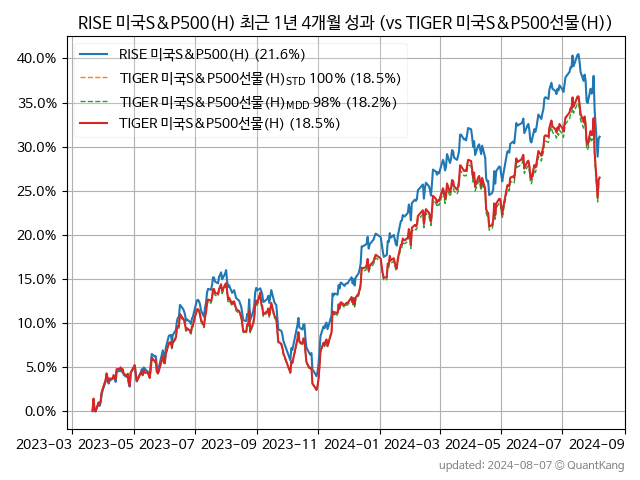 RISE 미국S&P500(H) 최근 1년 4개월 성과 (vs TIGER 미국S&P500선물(H))
RISE 미국S&P500(H) (21.6%)
TIGER 미국S&P500선물(H)STD 100% (18.5%)
TIGER 미국S&P500선물(H)MDD 98% (18.2%)
TIGER 미국S&P500선물(H) (18.5%)
40.0%
35.0%
30.0%
25.0%
20.0%
15.0%
10.0%
5.0%
0.0%
2023-03 2023-05 2023-07 2023-09 2023-11 2024-01 2024-03 2024-05 2024-07 2024-09
updated: 2024-08-07 © QuantKang